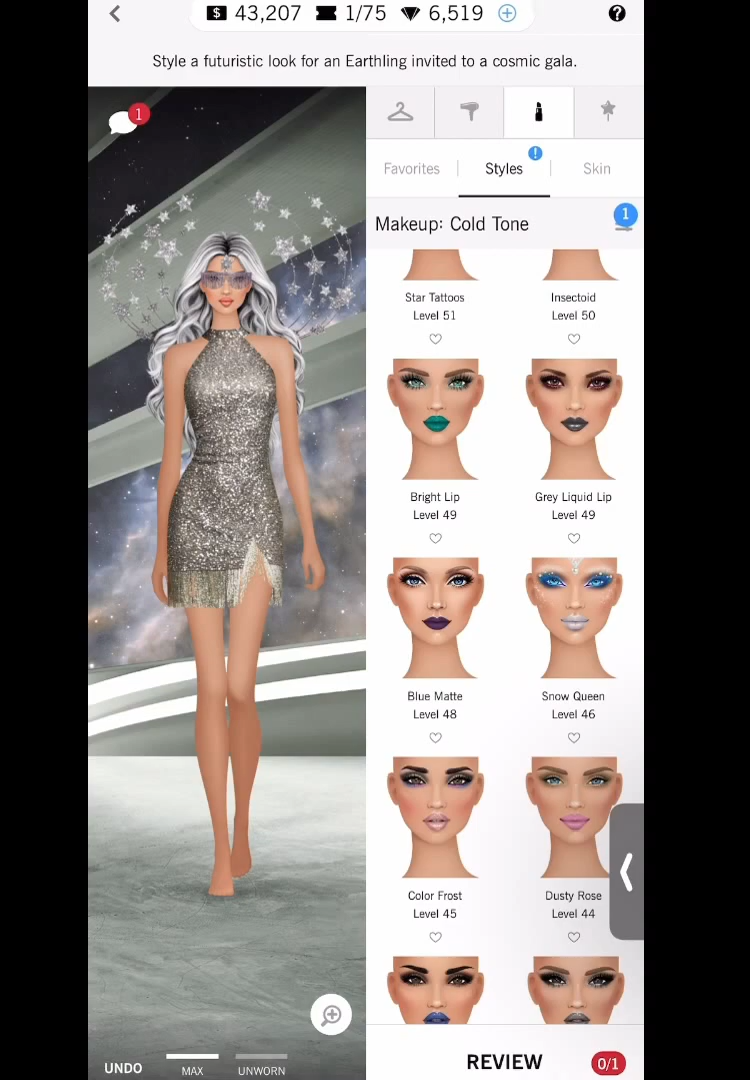 $ 43,207 1/75 6,519 + ?
Style a futuristic look for an Earthling invited to a cosmic gala.
1
Favorites Styles ! Skin
Makeup: Cold Tone 1
Star Tattoos Insectoid
Level 51 Level 50
Bright Lip Grey Liquid Lip
Level 49 Level 49
Blue Matte Snow Queen
Level 48 Level 46
Color Frost Dusty Rose
Level 45 Level 44
UNDO MAX UNWORN REVIEW 0/1